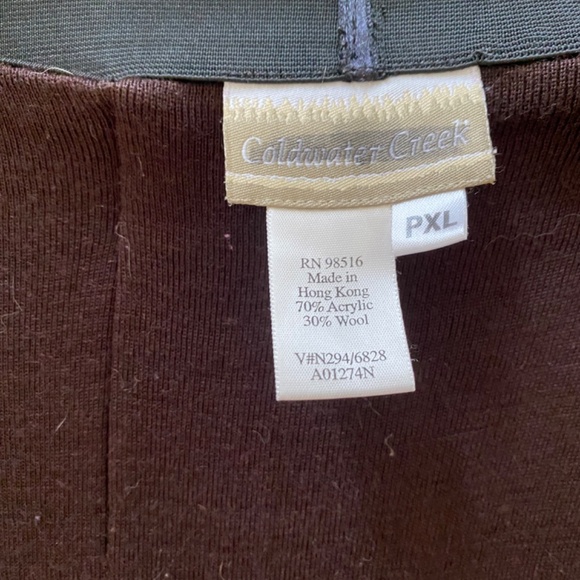 Coldwater Creek
PXL
RN 98516
Made in
Hong Kong
70% Acrylic
30% Wool
V#N294/6828
A01274N